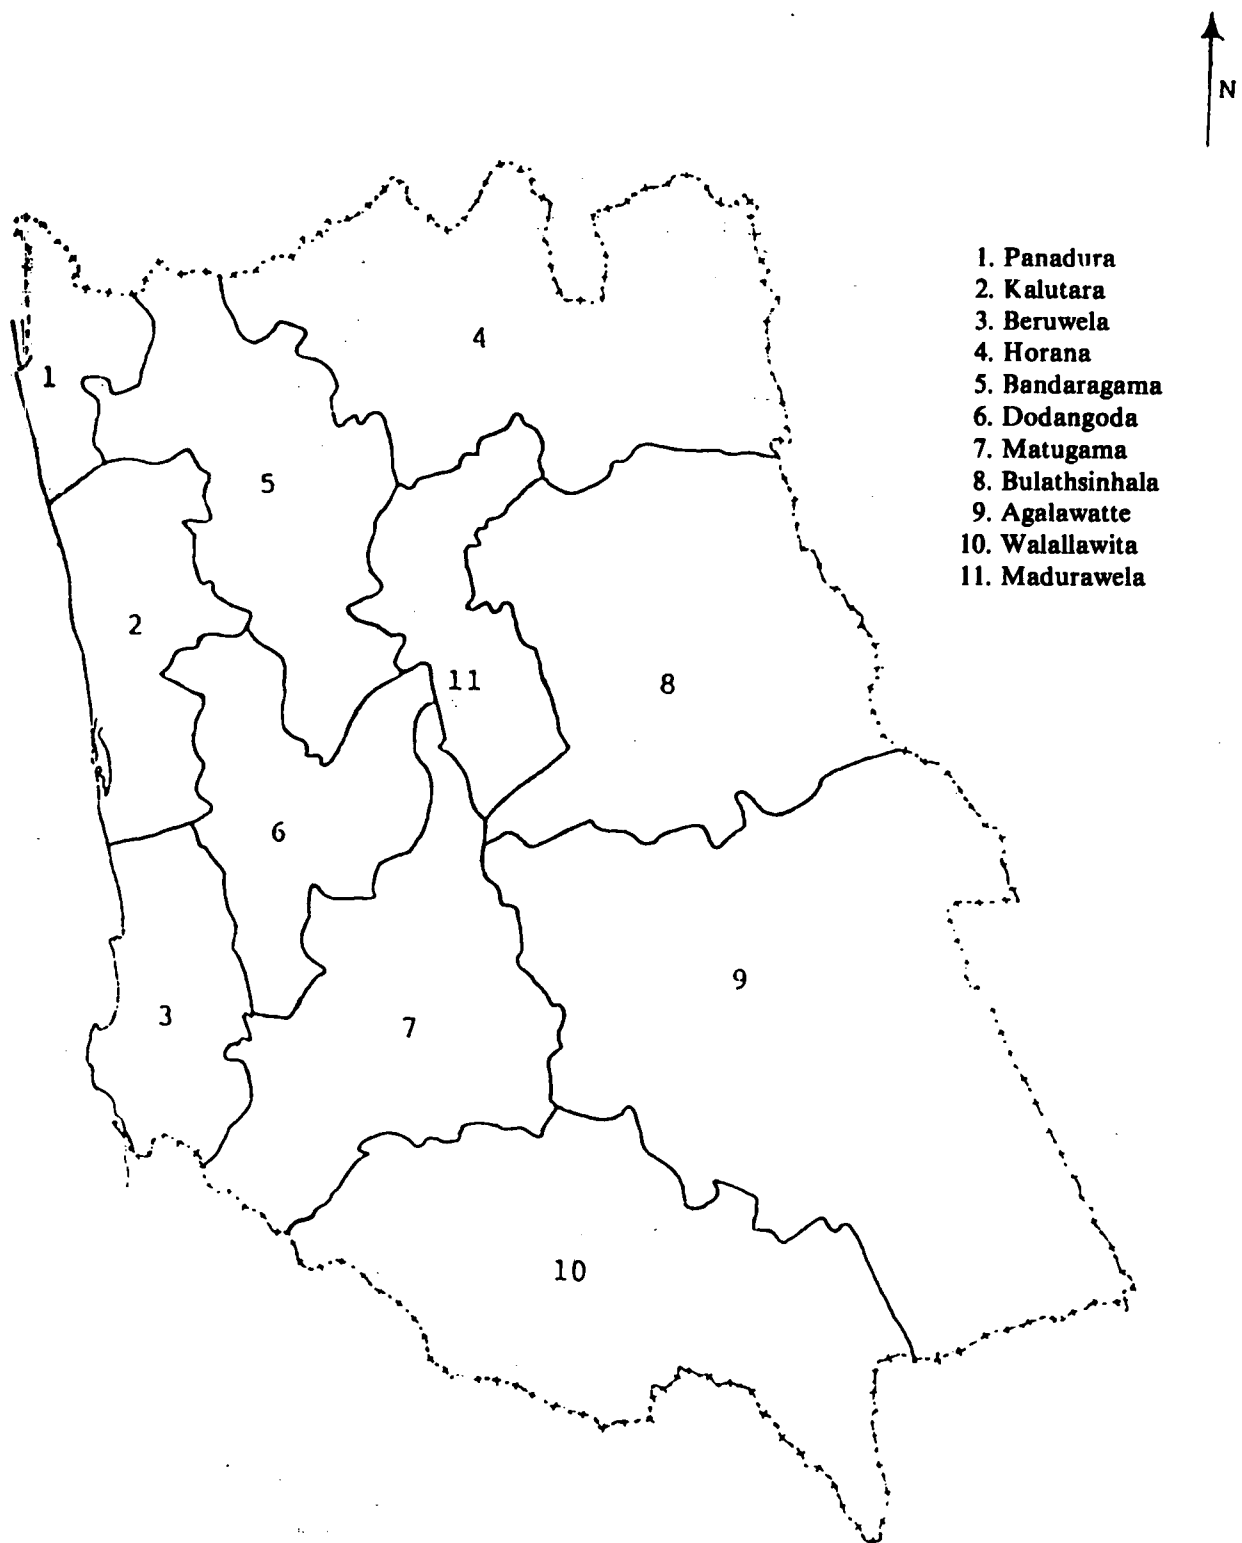 N
1. Panadura
2. Kalutara
3. Beruwela
4. Horana
5. Bandaragama
6. Dodangoda
7. Matugama
8. Bulathsinhala
9. Agalawatte
10. Walallawita
11. Madurawela
4
1
5
2
11
8
6
9
3
7
10